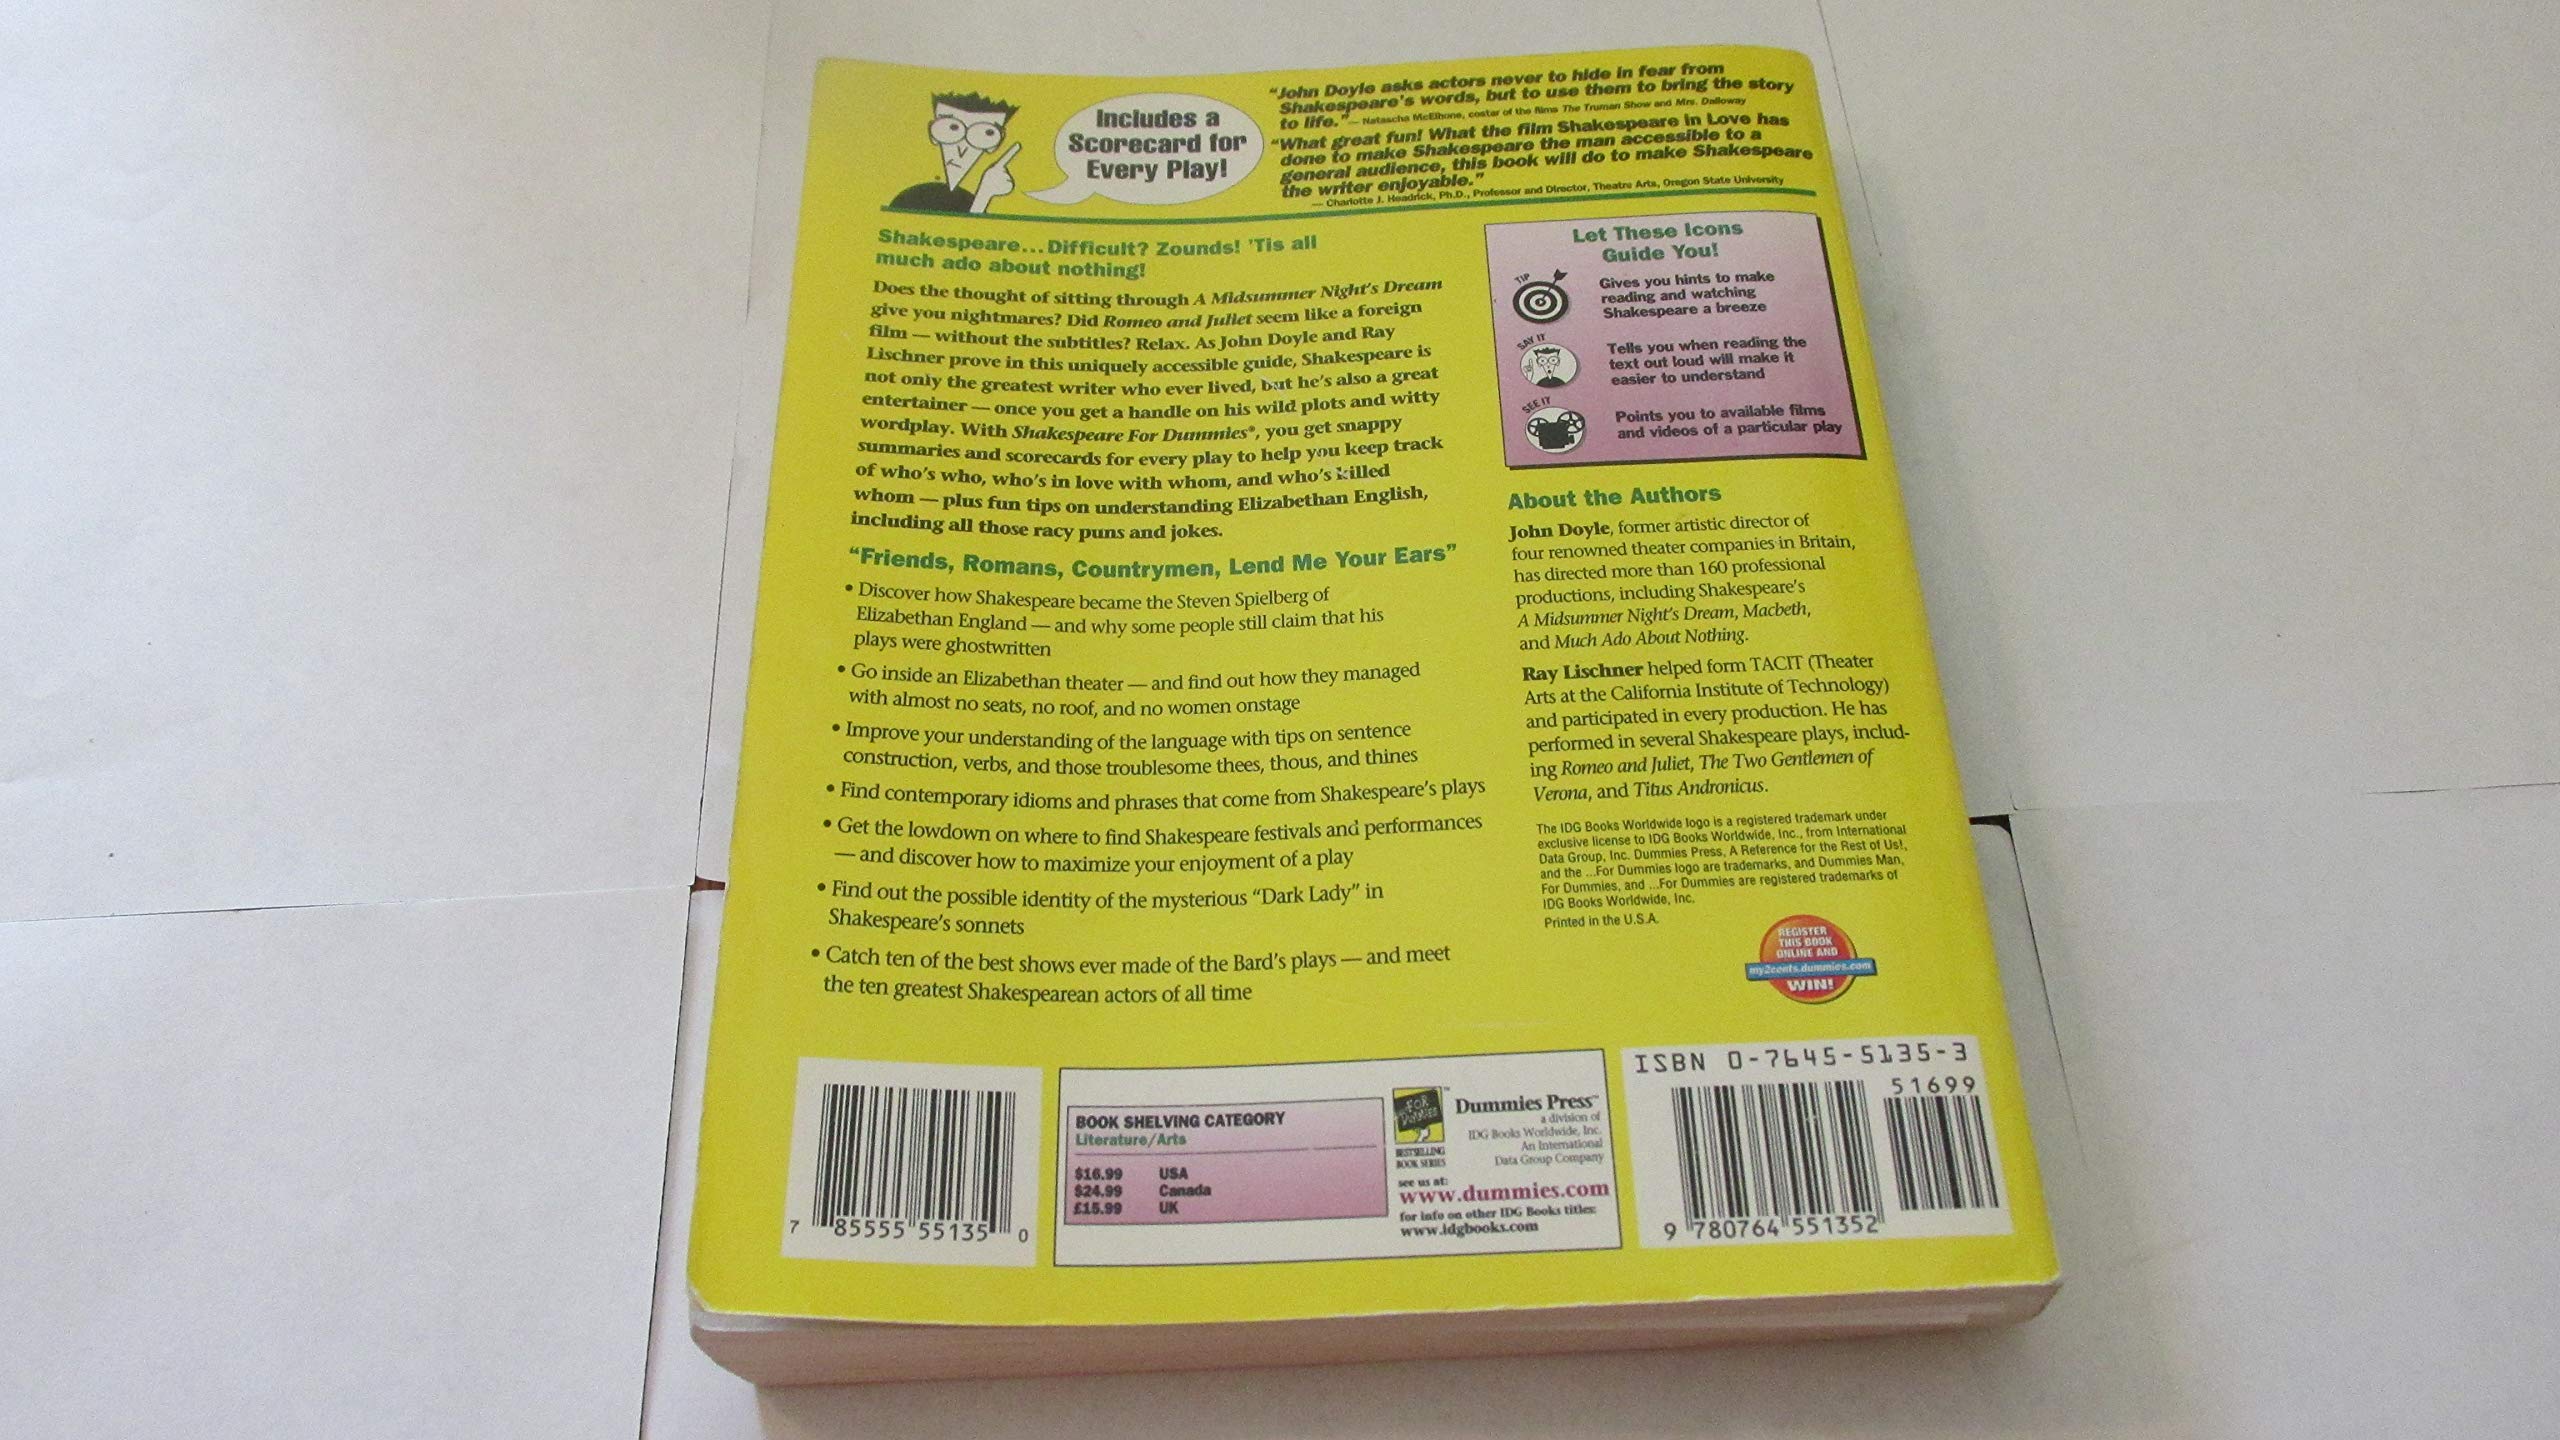 Includes a
Scorecard for
Every Play!
"John Doyle asks actors never to hide in fear from
Shakespeare's words, but to use them to bring the story
to life." — Natascha McElhone, costar of the films The Truman Show and Mrs. Dalloway
"What great fun! What the film Shakespeare in Love has
done to make Shakespeare the man accessible to a
general audience, this book will do to make Shakespeare
the writer enjoyable."
— Charlotte J. Headrick, Ph.D., Professor and Director, Theatre Arts, Oregon State University
Shakespeare... Difficult? Zounds! 'Tis all
much ado about nothing!
Does the thought of sitting through A Midsummer Night's Dream
give you nightmares? Did Romeo and Juliet seem like a foreign
film — without the subtitles? Relax. As John Doyle and Ray
Lischner prove in this uniquely accessible guide, Shakespeare is
not only the greatest writer who ever lived, but he's also a great
entertainer — once you get a handle on his wild plots and witty
wordplay. With Shakespeare For Dummies®, you get snappy
summaries and scorecards for every play to help you keep track
of who's who, who's in love with whom, and who's killed
whom — plus fun tips on understanding Elizabethan English,
including all those racy puns and jokes.
"Friends, Romans, Countrymen, Lend Me Your Ears"
• Discover how Shakespeare became the Steven Spielberg of
Elizabethan England — and why some people still claim that his
plays were ghostwritten
• Go inside an Elizabethan theater — and find out how they managed
with almost no seats, no roof, and no women onstage
• Improve your understanding of the language with tips on sentence
construction, verbs, and those troublesome thees, thous, and thines
• Find contemporary idioms and phrases that come from Shakespeare's plays
• Get the lowdown on where to find Shakespeare festivals and performances
— and discover how to maximize your enjoyment of a play
• Find out the possible identity of the mysterious "Dark Lady" in
Shakespeare's sonnets
• Catch ten of the best shows ever made of the Bard's plays — and meet
the ten greatest Shakespearean actors of all time
Let These Icons
Guide You!
TIP
Gives you hints to make
reading and watching
Shakespeare a breeze
SAY IT
Tells you when reading the
text out loud will make it
easier to understand
SEE IT
Points you to available films
and videos of a particular play
About the Authors
John Doyle, former artistic director of
four renowned theater companies in Britain,
has directed more than 160 professional
productions, including Shakespeare's
A Midsummer Night's Dream, Macbeth,
and Much Ado About Nothing.
Ray Lischner helped form TACIT (Theater
Arts at the California Institute of Technology)
and participated in every production. He has
performed in several Shakespeare plays, includ-
ing Romeo and Juliet, The Two Gentlemen of
Verona, and Titus Andronicus.
The IDG Books Worldwide logo is a registered trademark under
exclusive license to IDG Books Worldwide, Inc., from International
Data Group, Inc. Dummies Press, A Reference for the Rest of Us!,
and the ...For Dummies logo are trademarks, and Dummies Man,
For Dummies, and ...For Dummies are registered trademarks of
IDG Books Worldwide, Inc.
Printed in the U.S.A.
REGISTER
THIS BOOK
ONLINE AND
my2cents.dummies.com
WIN!
7 85555 55135 0
BOOK SHELVING CATEGORY
Literature/Arts
$16.99 USA
$24.99 Canada
£15.99 UK
FOR
DUMMIES
BESTSELLING
BOOK SERIES
Dummies Press™
a division of
IDG Books Worldwide, Inc.
An International
Data Group Company
see us at:
www.dummies.com
for info on other IDG Books titles:
www.idgbooks.com
ISBN 0-7645-5135-3
51699
9 780764 551352